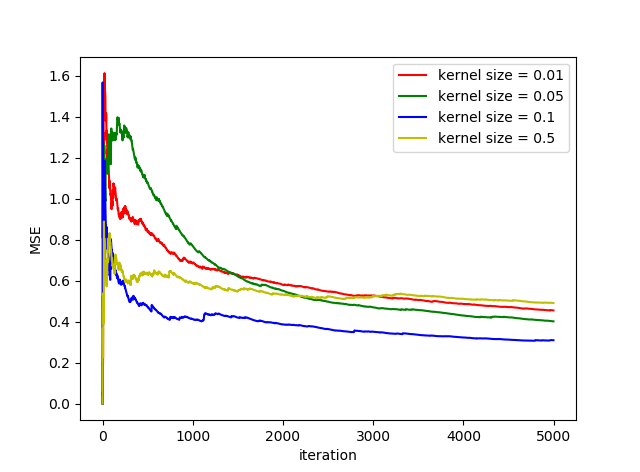 kernel size = 0.01
kernel size = 0.05
kernel size = 0.1
kernel size = 0.5
1.6
1.4
1.2
1.0
0.8
0.6
0.4
0.2
0.0
MSE
0 1000 2000 3000 4000 5000
iteration